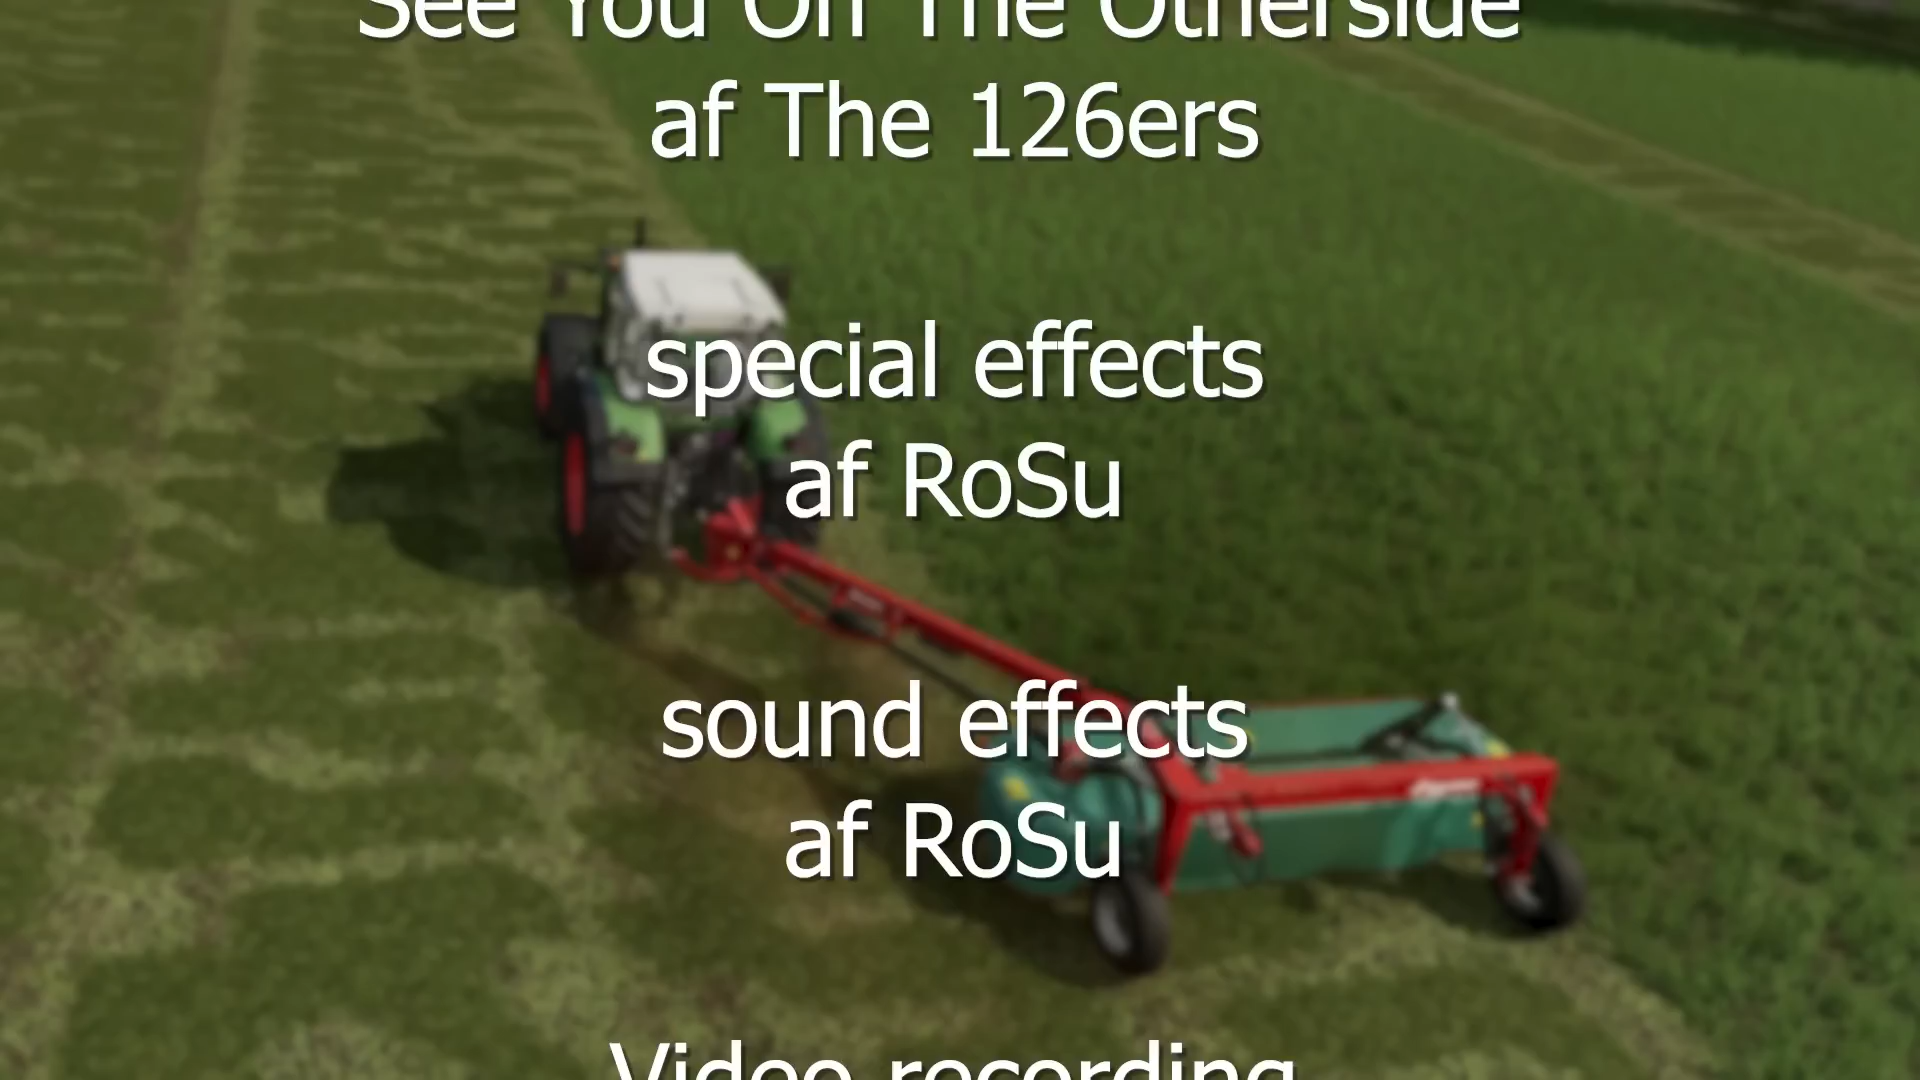 See You On The Otherside
af The 126ers
special effects
af RoSu
sound effects
af RoSu
Video recording